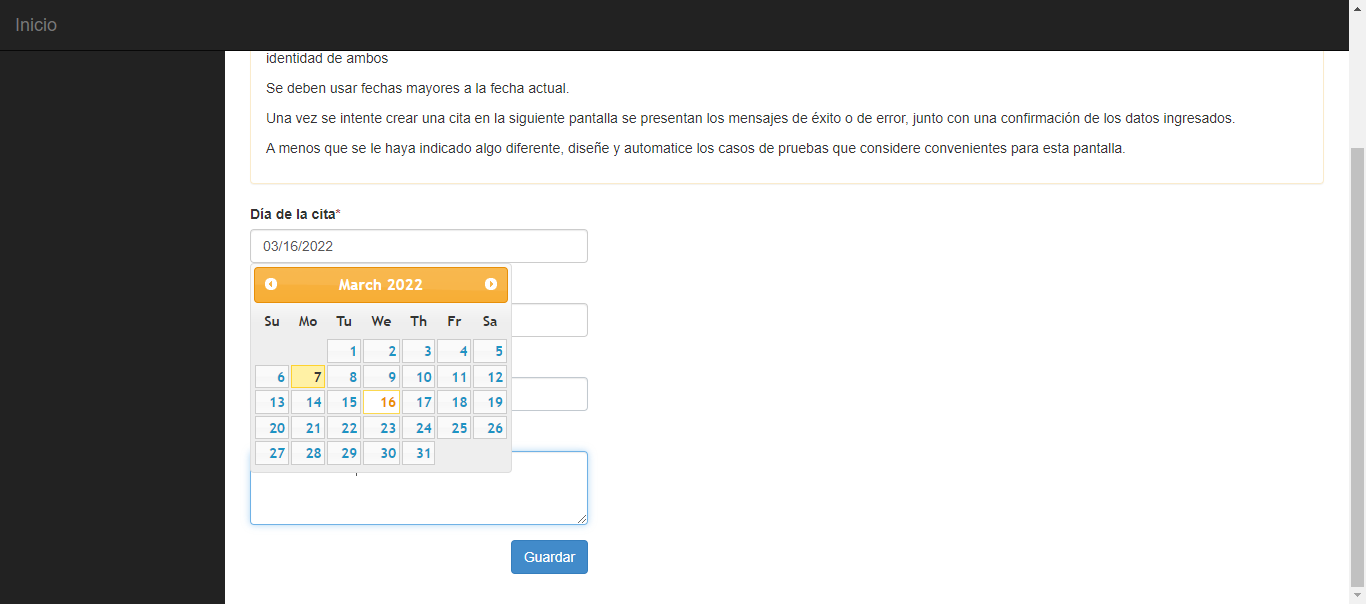 Inicio
identidad de ambos
Se deben usar fechas mayores a la fecha actual.
Una vez se intente crear una cita en la siguiente pantalla se presentan los mensajes de éxito o de error, junto con una confirmación de los datos ingresados.
A menos que se le haya indicado algo diferente, diseñe y automatice los casos de pruebas que considere convenientes para esta pantalla.
Día de la cita*
03/16/2022
March 2022
Su Mo Tu We Th Fr Sa
1 2 3 4 5
6 7 8 9 10 11 12
13 14 15 16 17 18 19
20 21 22 23 24 25 26
27 28 29 30 31
Guardar